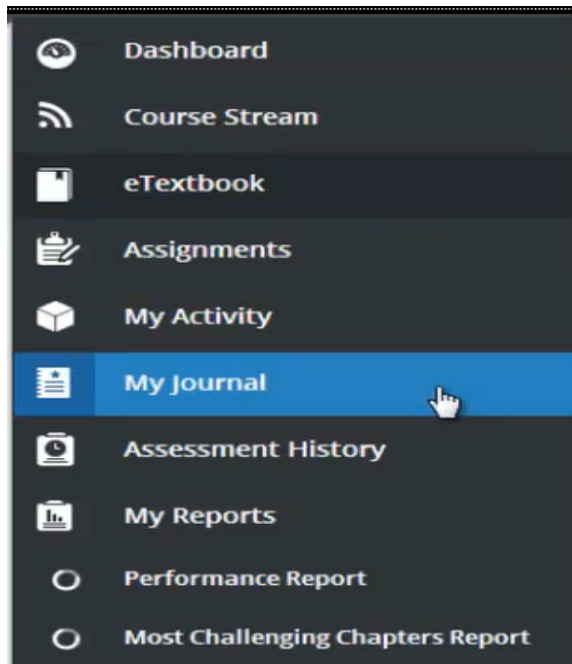 Dashboard
Course Stream
eTextbook
Assignments
My Activity
My Journal
Assessment History
My Reports
Performance Report
Most Challenging Chapters Report